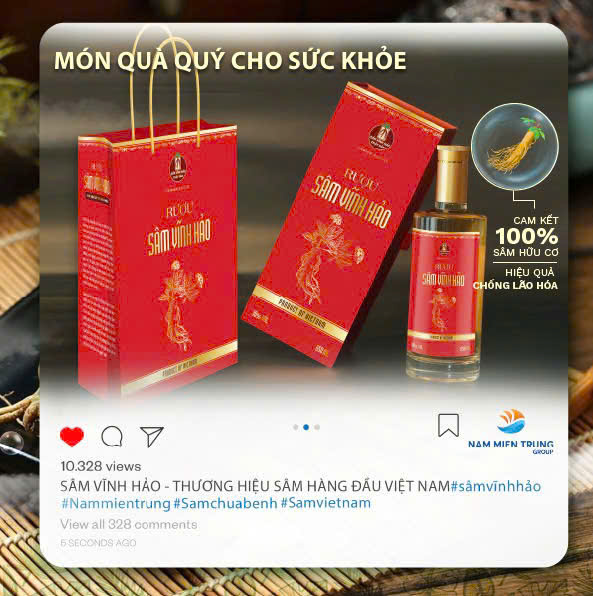 MÓN QUÀ QUÝ CHO SỨC KHỎE
RƯỢU
SÂM VĨNH HẢO
PRODUCT OF VIETNAM
RƯỢU
SÂM VĨNH HẢO
PRODUCT OF VIETNAM
RƯỢU
SÂM VĨNH HẢO
CAM KẾT
100%
SÂM HỮU CƠ
HIỆU QUẢ
CHỐNG LÃO HÓA
NAM MIEN TRUNG
GROUP
10.328 views
SÂM VĨNH HẢO - THƯƠNG HIỆU SÂM HÀNG ĐẦU VIỆT NAM#sâmvĩnhhảo
#Nammientrung #Samchuabenh #Samvietnam
View all 328 comments
5 SECONDS AGO